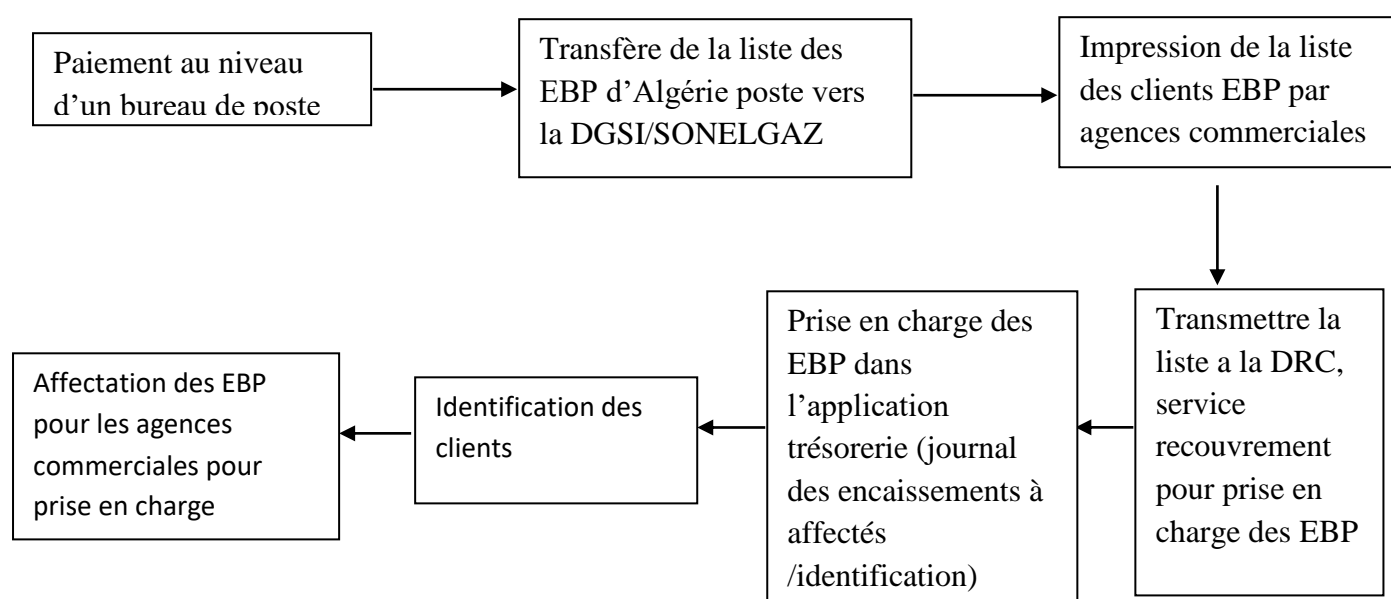 Paiement au niveau
d’un bureau de poste
Transfère de la liste des
EBP d’Algérie poste vers
la DGSI/SONELGAZ
Impression de la liste
des clients EBP par
agences commerciales
Transmettre la
liste a la DRC,
service
recouvrement
pour prise en
charge des EBP
Prise en charge des
EBP dans
l’application
trésorerie (journal
des encaissements à
affectés
/identification)
Identification des
clients
Affectation des EBP
pour les agences
commerciales pour
prise en charge